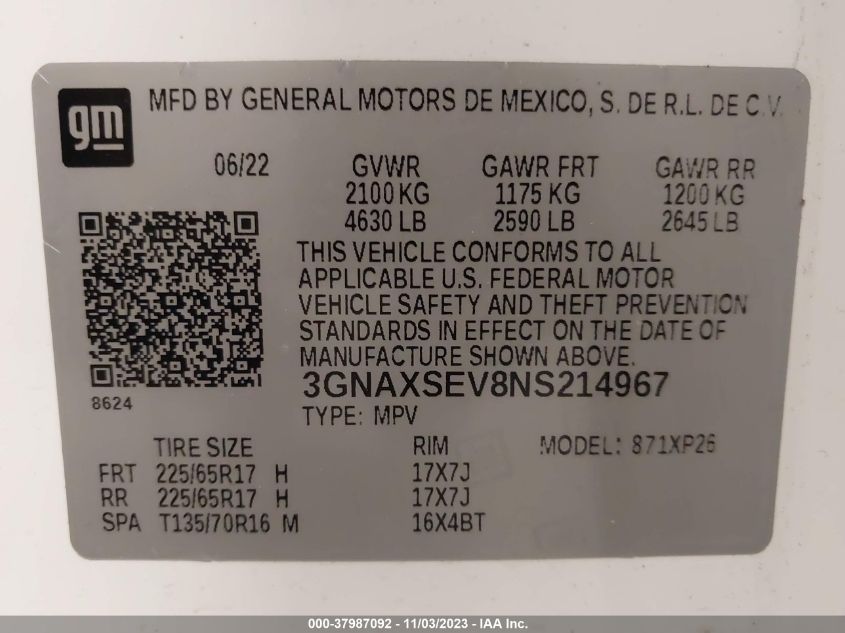 gm
MFD BY GENERAL MOTORS DE MEXICO, S. DE R.L. DE C.V.
06/22 GVWR GAWR FRT GAWR RR
2100 KG 1175 KG 1200 KG
4630 LB 2590 LB 2645 LB
THIS VEHICLE CONFORMS TO ALL
APPLICABLE U.S. FEDERAL MOTOR
VEHICLE SAFETY AND THEFT PREVENTION
STANDARDS IN EFFECT ON THE DATE OF
MANUFACTURE SHOWN ABOVE.
3GNAXSEV8NS214967
8624
TYPE: MPV
TIRE SIZE RIM MODEL: 871XP26
FRT 225/65R17 H 17X7J
RR 225/65R17 H 17X7J
SPA T135/70R16 M 16X4BT
000-37987092 - 11/03/2023 - IAA Inc.